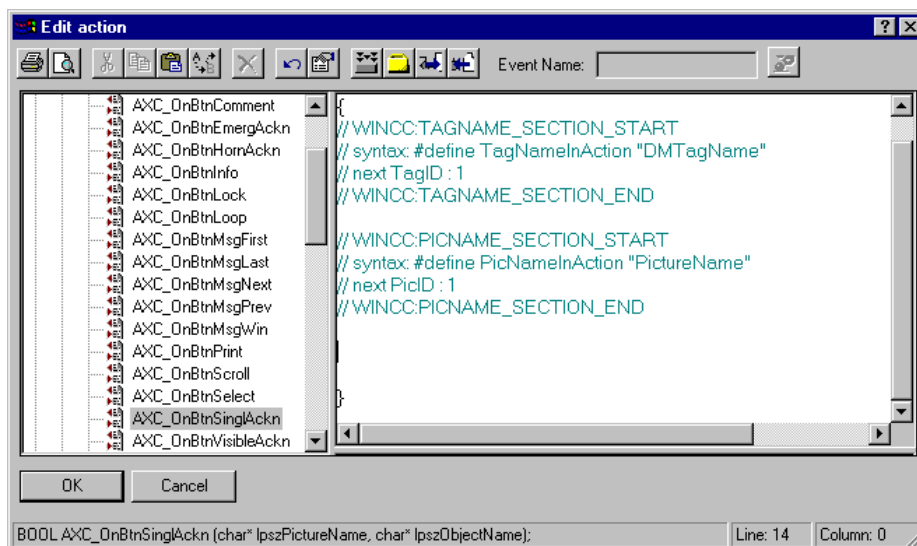 Edit action
Event Name:
AXC_OnBtnComment
AXC_OnBtnEmergAckn
AXC_OnBtnHornAckn
AXC_OnBtnInfo
AXC_OnBtnLock
AXC_OnBtnLoop
AXC_OnBtnMsgFirst
AXC_OnBtnMsgLast
AXC_OnBtnMsgNext
AXC_OnBtnMsgPrev
AXC_OnBtnMsgWin
AXC_OnBtnPrint
AXC_OnBtnScroll
AXC_OnBtnSelect
AXC_OnBtnSinglAckn
AXC_OnBtnVisibleAckn
{
// WINCC:TAGNAME_SECTION_START
// syntax: #define TagNameInAction "DMTagName"
// next TagID : 1
// WINCC:TAGNAME_SECTION_END
// WINCC:PICNAME_SECTION_START
// syntax: #define PicNameInAction "PictureName"
// next PicID : 1
// WINCC:PICNAME_SECTION_END
}
OK
Cancel
BOOL AXC_OnBtnSinglAckn (char* lpszPictureName, char* lpszObjectName);
Line: 14
Column: 0